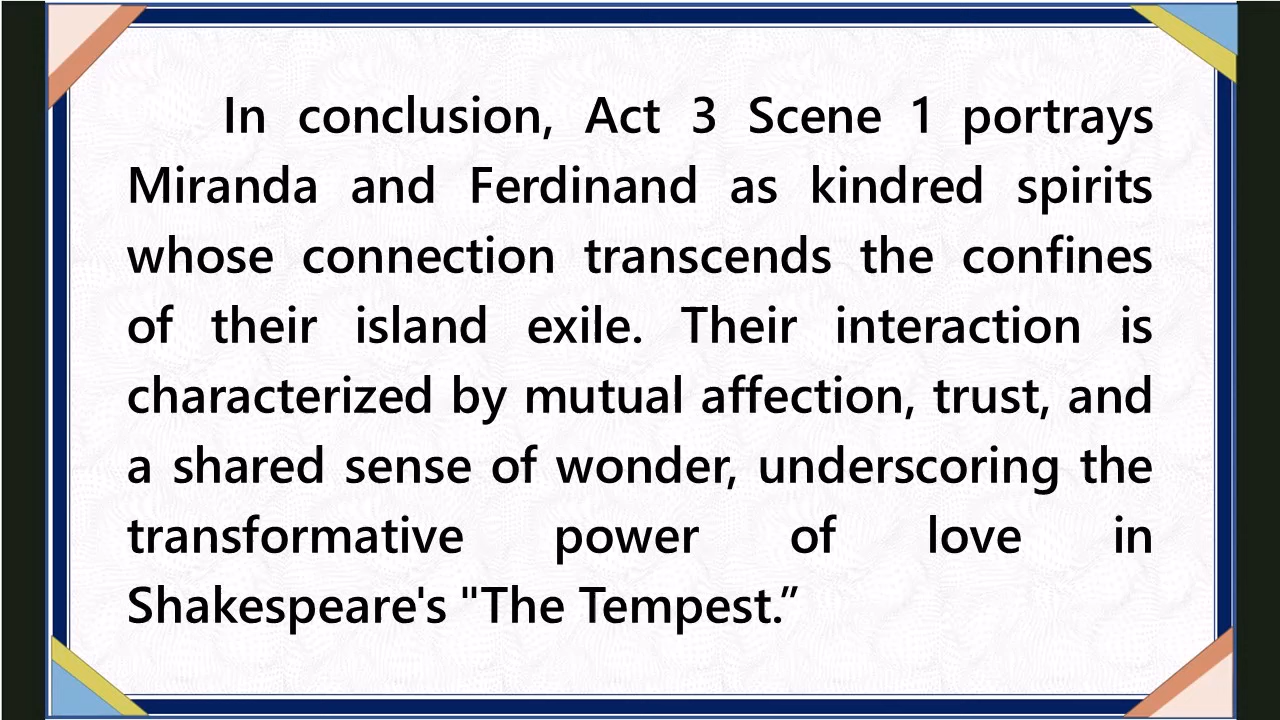 In conclusion, Act 3 Scene 1 portrays
Miranda and Ferdinand as kindred spirits
whose connection transcends the confines
of their island exile. Their interaction is
characterized by mutual affection, trust, and
a shared sense of wonder, underscoring the
transformative power of love in
Shakespeare's "The Tempest.”